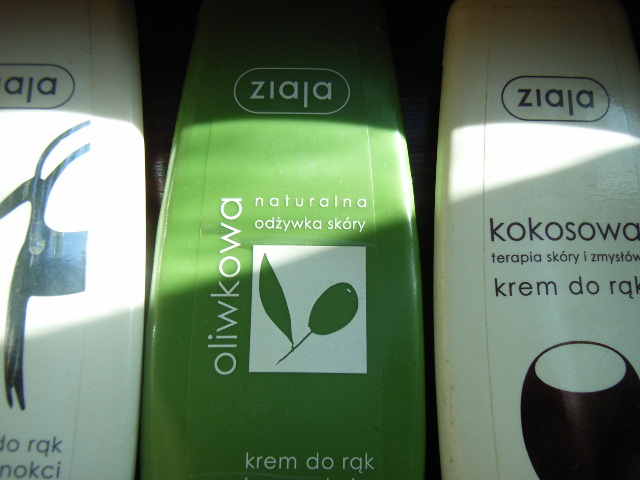 ziaja
do rąk
nokci
ziaja
naturalna
odżywka skóry
oliwkowa
krem do rąk
ziaja
kokosowa
terapia skóry i zmysłów
krem do rąk